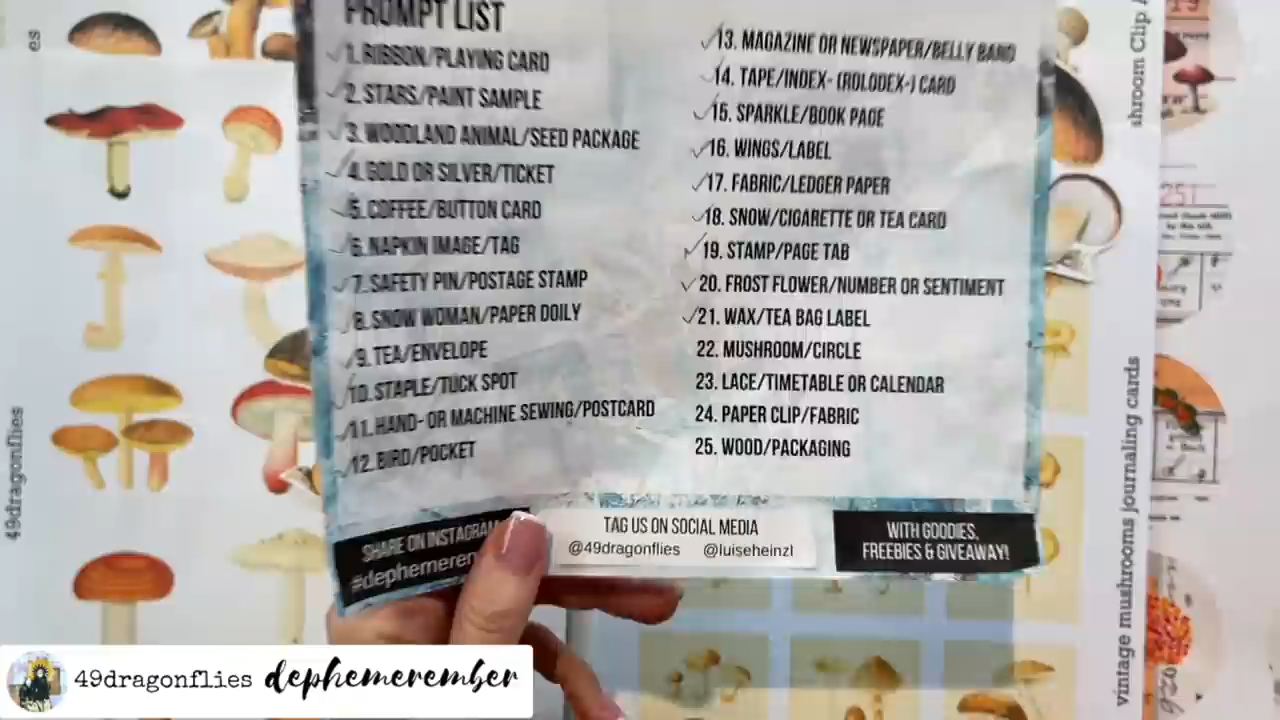 PROMPT LIST
1. RIBBON/PLAYING CARD
2. STARS/PAINT SAMPLE
3. WOODLAND ANIMAL/SEED PACKAGE
4. GOLD OR SILVER/TICKET
5. COFFEE/BUTTON CARD
6. NAPKIN IMAGE/TAG
7. SAFETY PIN/POSTAGE STAMP
8. SNOW WOMAN/PAPER DOILY
9. TEA/ENVELOPE
10. STAPLE/TUCK SPOT
11. HAND- OR MACHINE SEWING/POSTCARD
12. BIRD/POCKET
13. MAGAZINE OR NEWSPAPER/BELLY BAND
14. TAPE/INDEX- (ROLODEX-) CARD
15. SPARKLE/BOOK PAGE
16. WINGS/LABEL
17. FABRIC/LEDGER PAPER
18. SNOW/CIGARETTE OR TEA CARD
19. STAMP/PAGE TAB
20. FROST FLOWER/NUMBER OR SENTIMENT
21. WAX/TEA BAG LABEL
22. MUSHROOM/CIRCLE
23. LACE/TIMETABLE OR CALENDAR
24. PAPER CLIP/FABRIC
25. WOOD/PACKAGING
SHARE ON INSTAGRAM
#dephemerem
TAG US ON SOCIAL MEDIA
@49dragonflies @luiseheinzl
WITH GOODIES,
FREEBIES & GIVEAWAY!
es
49dragonflies
shroom Clip
vintage mushrooms journaling cards
251
49dragonflies dephemerember